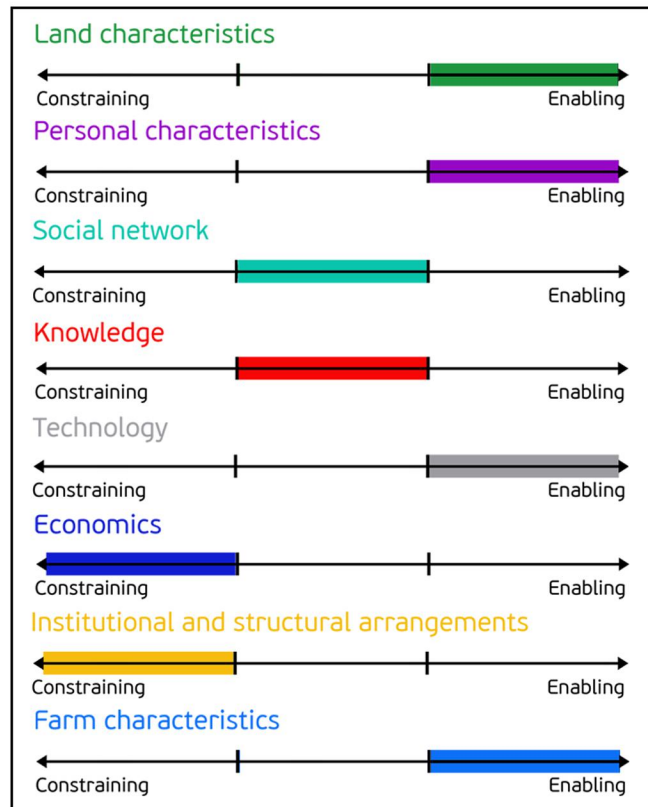 Land characteristics
Constraining Enabling
Personal characteristics
Constraining Enabling
Social network
Constraining Enabling
Knowledge
Constraining Enabling
Technology
Constraining Enabling
Economics
Constraining Enabling
Institutional and structural arrangements
Constraining Enabling
Farm characteristics
Constraining Enabling